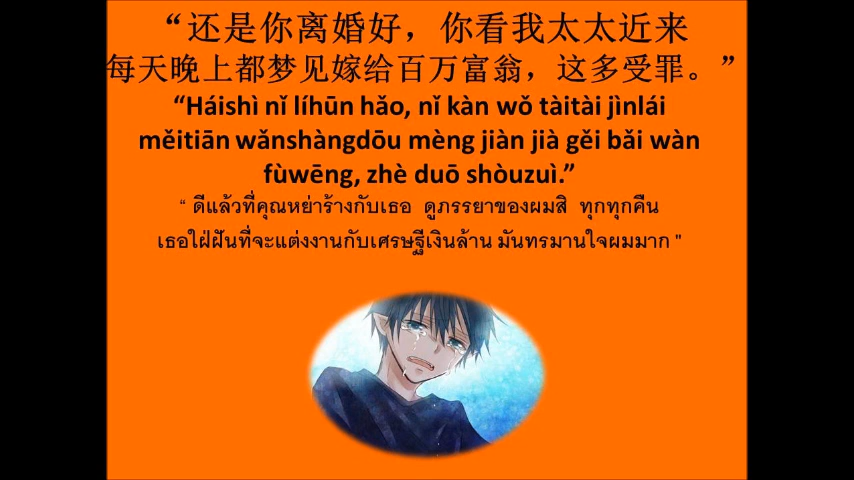 “还是你离婚好，你看我太太近来
每天晚上都梦见嫁给百万富翁，这多受罪。”
“Háishì nǐ líhūn hǎo, nǐ kàn wǒ tàitài jìnlái
měitiān wǎnshàngdōu mèng jiàn jià gěi bǎi wàn
fùwēng, zhè duō shòuzuì.”
“ ดีแล้วที่คุณหย่าร้างกับเธอ ดูภรรยาของผมสิ ทุกทุกคืน
เธอใฝ่ฝันที่จะแต่งงานกับเศรษฐีเงินล้าน มันทรมานใจผมมาก "